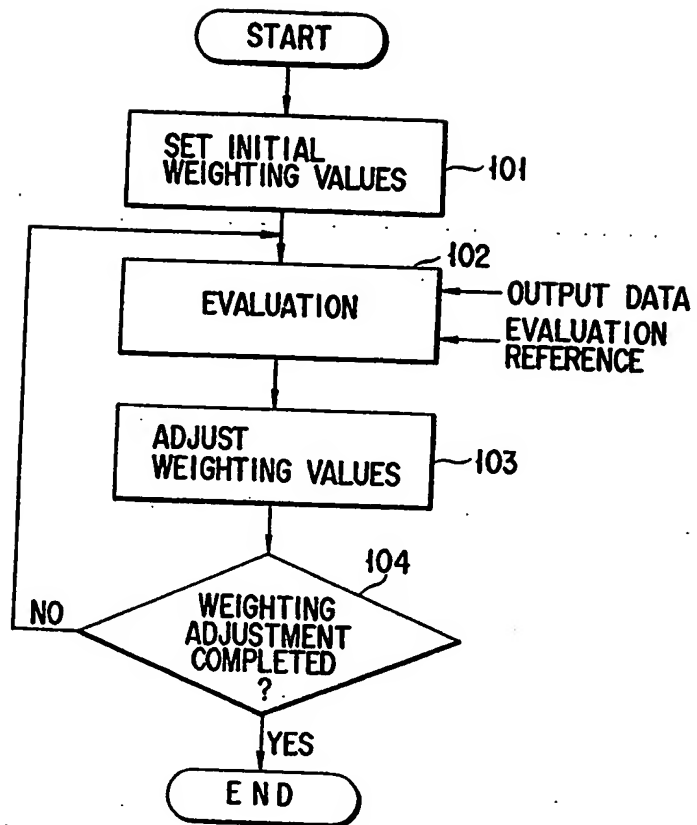 START
SET INITIAL
WEIGHTING VALUES
101
102
EVALUATION
OUTPUT DATA
EVALUATION
REFERENCE
ADJUST
WEIGHTING VALUES
103
104
NO
WEIGHTING
ADJUSTMENT
COMPLETED
?
YES
END